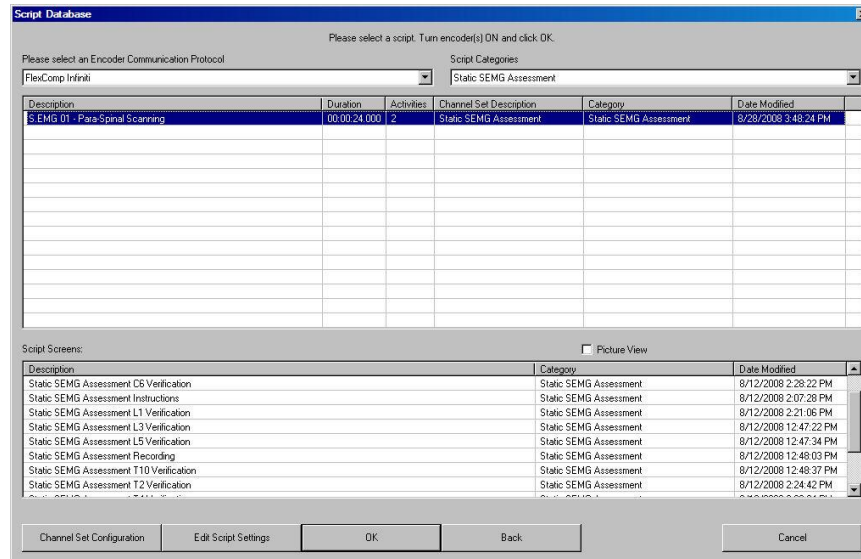 Script Database
Please select a script. Turn encoder(s) ON and click OK.
Please select an Encoder Communication Protocol Script Categories
FlexComp Infiniti Static SEMG Assessment
Description Duration Activities Channel Set Description Category Date Modified
S.EMG 01 - Para-Spinal Scanning 00:00:24.000 2 Static SEMG Assessment Static SEMG Assessment 8/28/2008 3:48:24 PM
Script Screens: Picture View
Description Category Date Modified
Static SEMG Assessment C6 Verification Static SEMG Assessment 8/12/2008 2:28:22 PM
Static SEMG Assessment Instructions Static SEMG Assessment 8/12/2008 2:07:28 PM
Static SEMG Assessment L1 Verification Static SEMG Assessment 8/12/2008 2:21:06 PM
Static SEMG Assessment L3 Verification Static SEMG Assessment 8/12/2008 12:47:22 PM
Static SEMG Assessment L5 Verification Static SEMG Assessment 8/12/2008 12:47:34 PM
Static SEMG Assessment Recording Static SEMG Assessment 8/12/2008 12:48:03 PM
Static SEMG Assessment T10 Verification Static SEMG Assessment 8/12/2008 12:48:37 PM
Static SEMG Assessment T2 Verification Static SEMG Assessment 8/12/2008 2:24:42 PM
Channel Set Configuration Edit Script Settings OK Back Cancel